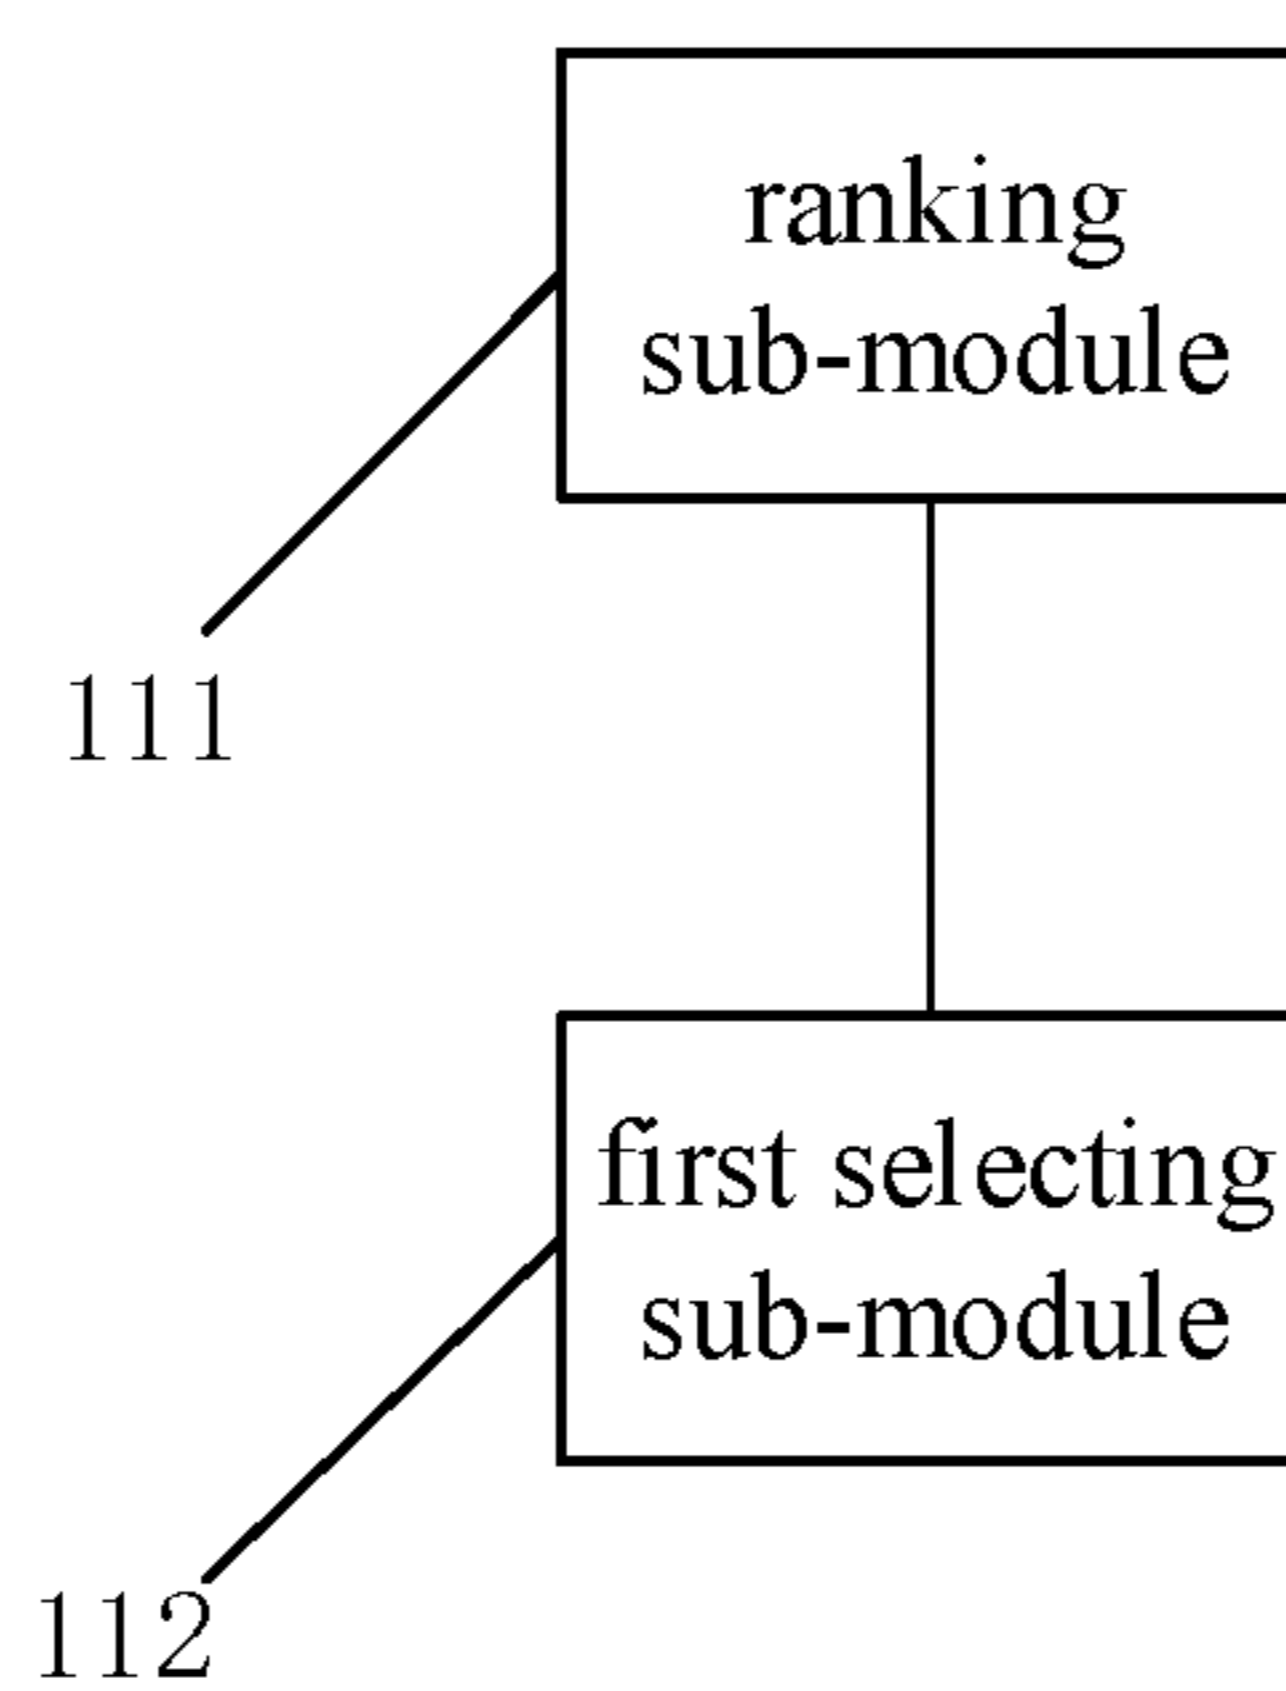 ranking
sub-module
111
first selecting
sub-module
112